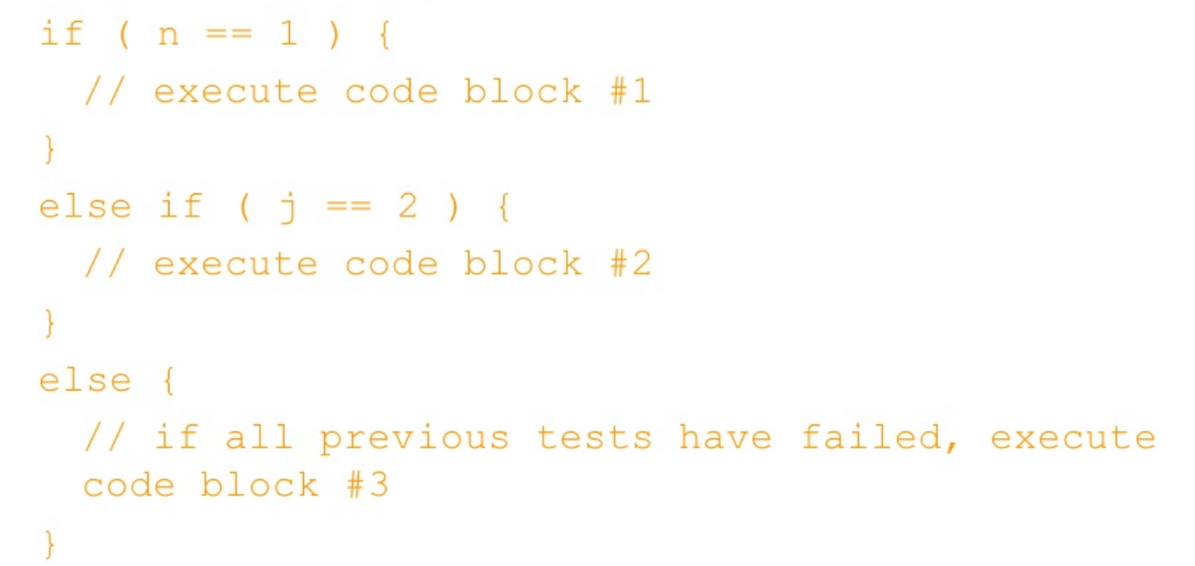 if ( n == 1 ) {
// execute code block #1
}
else if ( j == 2 ) {
// execute code block #2
}
else {
// if all previous tests have failed, execute
code block #3
}